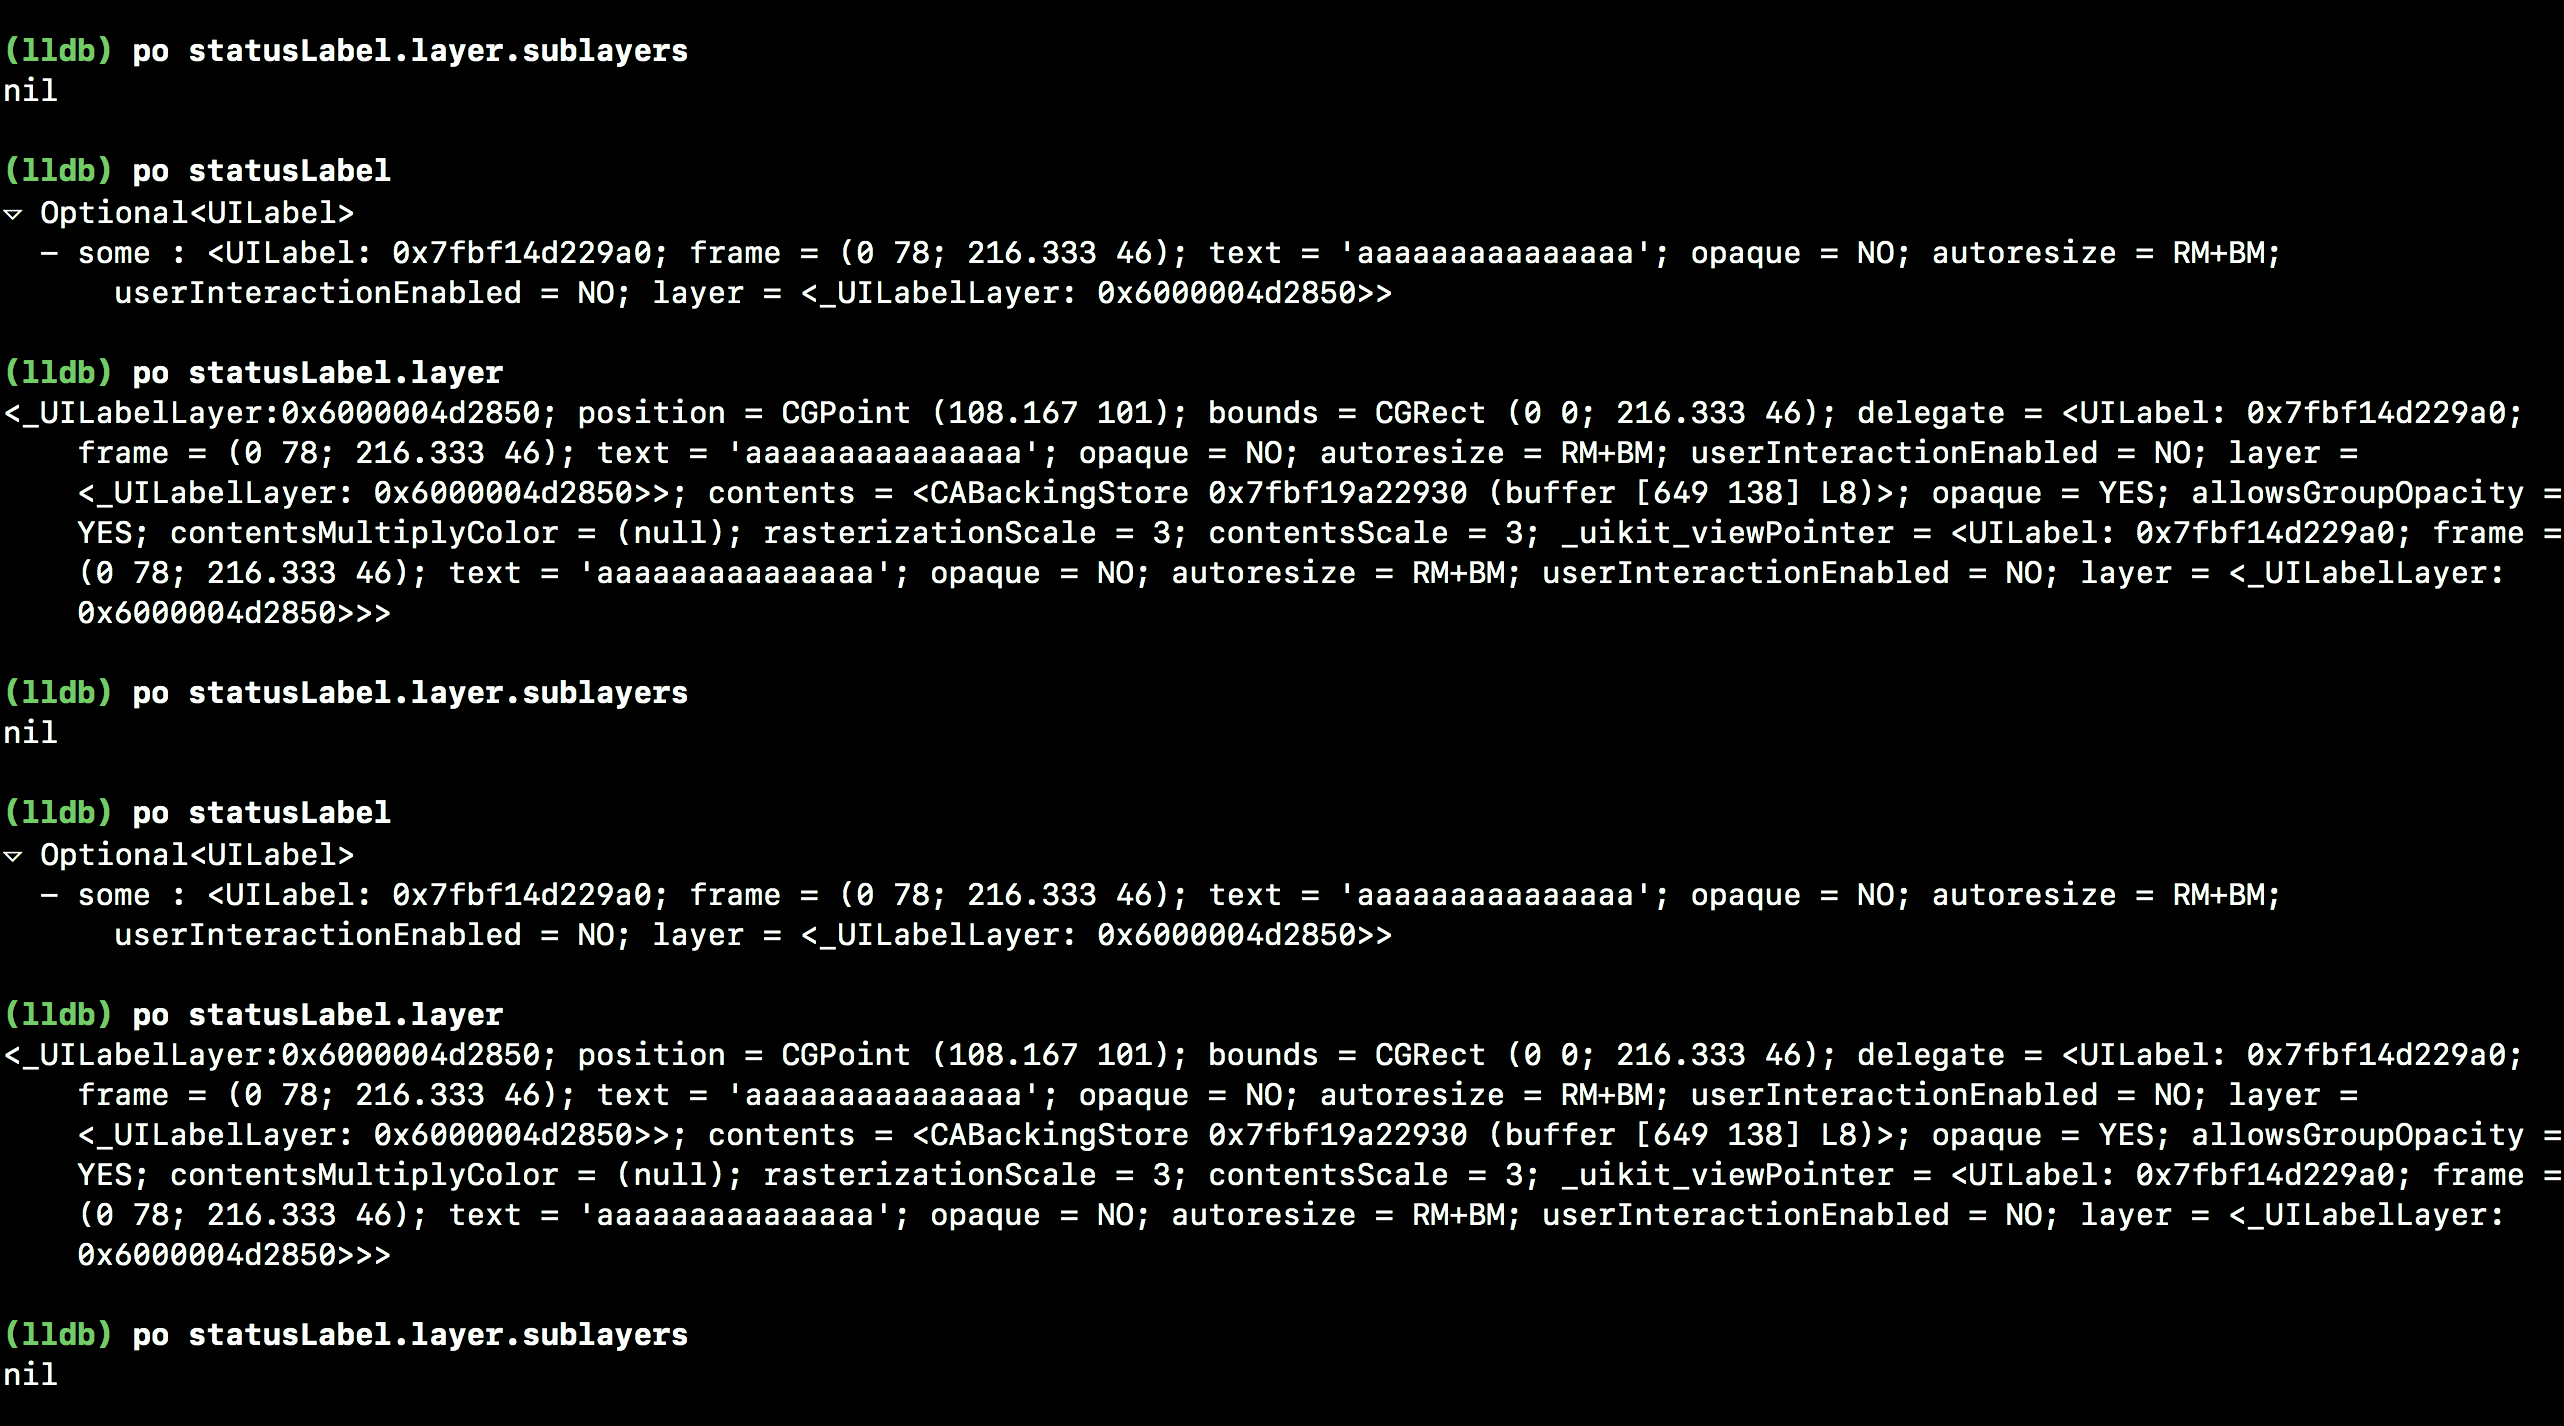 (lldb) po statusLabel.layer.sublayers
nil
(lldb) po statusLabel
▿ Optional<UILabel>
  - some : <UILabel: 0x7fbf14d229a0; frame = (0 78; 216.333 46); text = 'aaaaaaaaaaaaaaa'; opaque = NO; autoresize = RM+BM;
      userInteractionEnabled = NO; layer = <_UILabelLayer: 0x6000004d2850>>
(lldb) po statusLabel.layer
<_UILabelLayer:0x6000004d2850; position = CGPoint (108.167 101); bounds = CGRect (0 0; 216.333 46); delegate = <UILabel: 0x7fbf14d229a0;
    frame = (0 78; 216.333 46); text = 'aaaaaaaaaaaaaaa'; opaque = NO; autoresize = RM+BM; userInteractionEnabled = NO; layer =
    <_UILabelLayer: 0x6000004d2850>>; contents = <CABackingStore 0x7fbf19a22930 (buffer [649 138] L8)>; opaque = YES; allowsGroupOpacity =
    YES; contentsMultiplyColor = (null); rasterizationScale = 3; contentsScale = 3; _uikit_viewPointer = <UILabel: 0x7fbf14d229a0; frame =
    (0 78; 216.333 46); text = 'aaaaaaaaaaaaaaa'; opaque = NO; autoresize = RM+BM; userInteractionEnabled = NO; layer = <_UILabelLayer:
    0x6000004d2850>>>
(lldb) po statusLabel.layer.sublayers
nil
(lldb) po statusLabel
▿ Optional<UILabel>
  - some : <UILabel: 0x7fbf14d229a0; frame = (0 78; 216.333 46); text = 'aaaaaaaaaaaaaaa'; opaque = NO; autoresize = RM+BM;
      userInteractionEnabled = NO; layer = <_UILabelLayer: 0x6000004d2850>>
(lldb) po statusLabel.layer
<_UILabelLayer:0x6000004d2850; position = CGPoint (108.167 101); bounds = CGRect (0 0; 216.333 46); delegate = <UILabel: 0x7fbf14d229a0;
    frame = (0 78; 216.333 46); text = 'aaaaaaaaaaaaaaa'; opaque = NO; autoresize = RM+BM; userInteractionEnabled = NO; layer =
    <_UILabelLayer: 0x6000004d2850>>; contents = <CABackingStore 0x7fbf19a22930 (buffer [649 138] L8)>; opaque = YES; allowsGroupOpacity =
    YES; contentsMultiplyColor = (null); rasterizationScale = 3; contentsScale = 3; _uikit_viewPointer = <UILabel: 0x7fbf14d229a0; frame =
    (0 78; 216.333 46); text = 'aaaaaaaaaaaaaaa'; opaque = NO; autoresize = RM+BM; userInteractionEnabled = NO; layer = <_UILabelLayer:
    0x6000004d2850>>>
(lldb) po statusLabel.layer.sublayers
nil